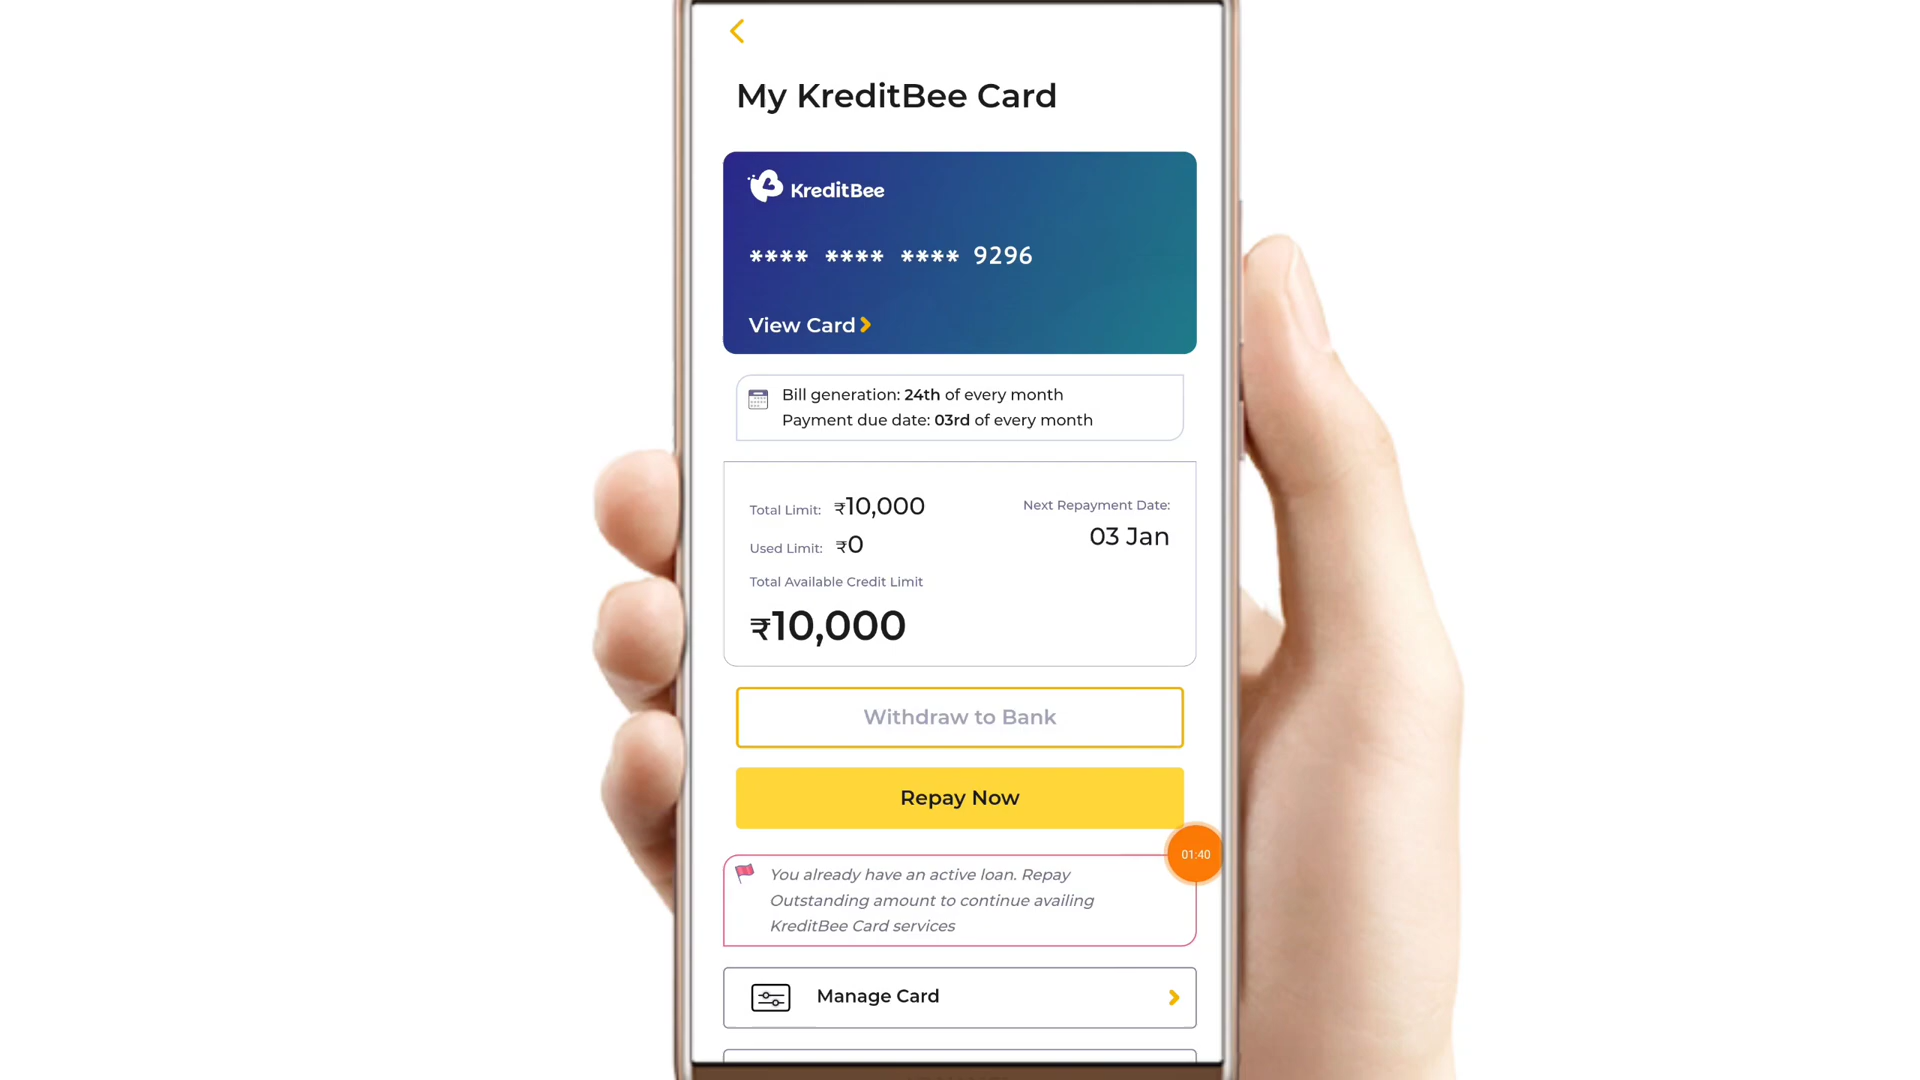 My KreditBee Card
KreditBee
**** **** **** 9296
View Card
Bill generation: 24th of every month
Payment due date: 03rd of every month
Total Limit: ₹10,000
Next Repayment Date:
03 Jan
Used Limit: ₹0
Total Available Credit Limit
₹10,000
Withdraw to Bank
Repay Now
01:40
You already have an active loan. Repay
Outstanding amount to continue availing
KreditBee Card services
Manage Card